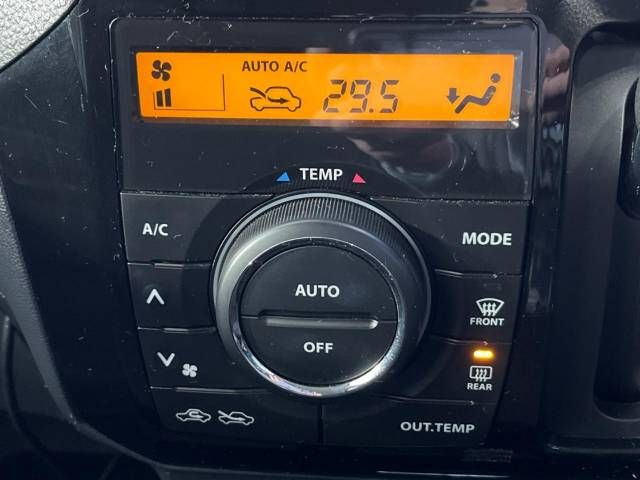 AUTO A/C
29.5
TEMP
A/C
MODE
AUTO
OFF
FRONT
REAR
OUT.TEMP